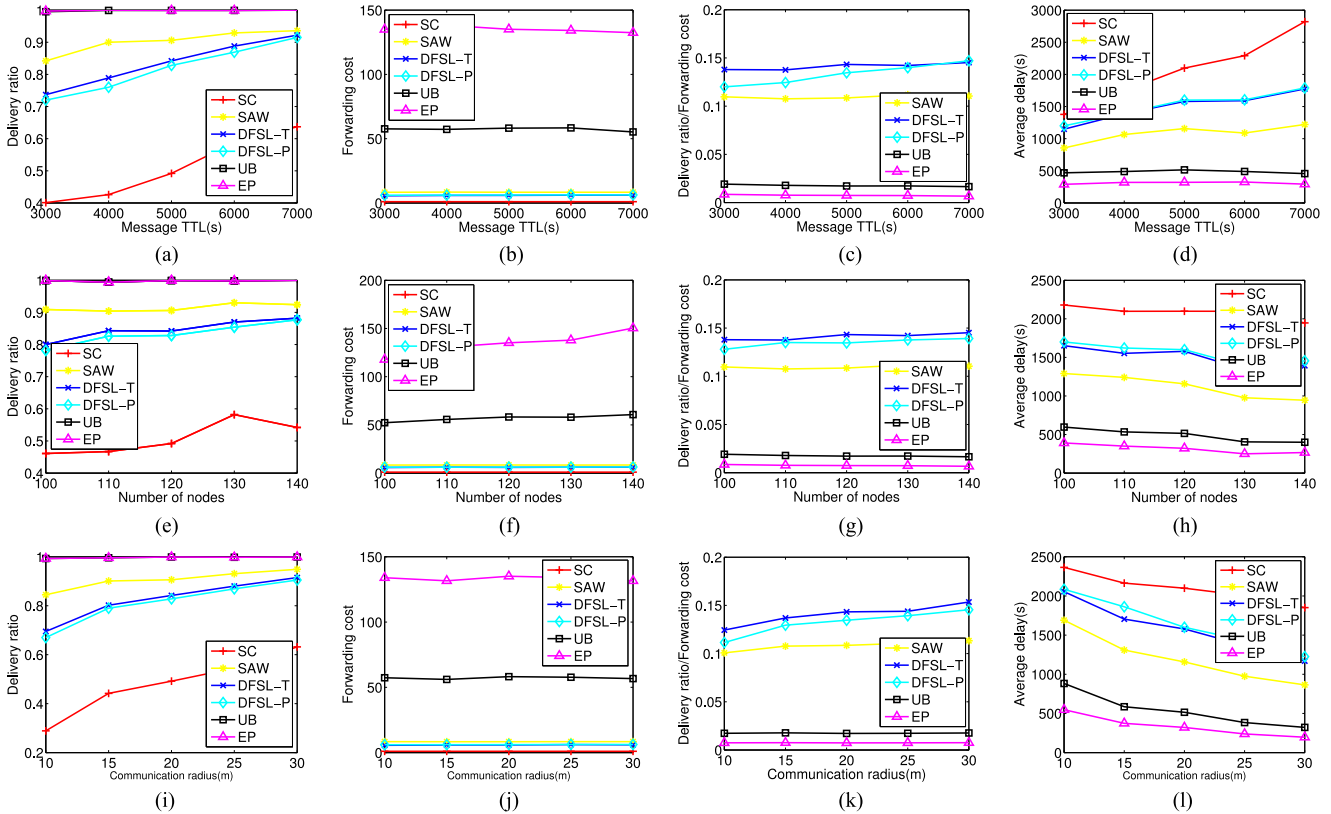 1
0.9
0.8
0.7
0.6
0.5
0.4
3000 4000 5000 6000 7000
Delivery ratio
Message TTL(s)
SC
SAW
DFSL-T
DFSL-P
UB
EP
(a)
150
100
50
0
3000 4000 5000 6000 7000
Forwarding cost
Message TTL(s)
SC
SAW
DFSL-T
DFSL-P
UB
EP
(b)
0.2
0.15
0.1
0.05
0
3000 4000 5000 6000 7000
Delivery ratio/Forwarding cost
Message TTL(s)
SAW
DFSL-T
DFSL-P
UB
EP
(c)
3000
2500
2000
1500
1000
500
0
3000 4000 5000 6000 7000
Average delay(s)
Message TTL(s)
SC
SAW
DFSL-T
DFSL-P
UB
EP
(d)
1
0.9
0.8
0.7
0.6
0.5
0.4
100 110 120 130 140
Delivery ratio
Number of nodes
SC
SAW
DFSL-T
DFSL-P
UB
EP
(e)
200
150
100
50
0
100 110 120 130 140
Forwarding cost
Number of nodes
SC
SAW
DFSL-T
DFSL-P
UB
EP
(f)
0.2
0.15
0.1
0.05
0
100 110 120 130 140
Delivery ratio/Forwarding cost
Number of nodes
SAW
DFSL-T
DFSL-P
UB
EP
(g)
2500
2000
1500
1000
500
0
100 110 120 130 140
Average delay(s)
Number of nodes
SC
SAW
DFSL-T
DFSL-P
UB
EP
(h)
1
0.8
0.6
0.4
0.2
10 15 20 25 30
Delivery ratio
Communication radius(m)
SC
SAW
DFSL-T
DFSL-P
UB
EP
(i)
150
100
50
0
10 15 20 25 30
Forwarding cost
Communication radius(m)
SC
SAW
DFSL-T
DFSL-P
UB
EP
(j)
0.2
0.15
0.1
0.05
0
10 15 20 25 30
Delivery ratio/Forwarding cost
Communication radius(m)
SAW
DFSL-T
DFSL-P
UB
EP
(k)
2500
2000
1500
1000
500
0
10 15 20 25 30
Average delay(s)
Communication radius(m)
SC
SAW
DFSL-T
DFSL-P
UB
EP
(l)